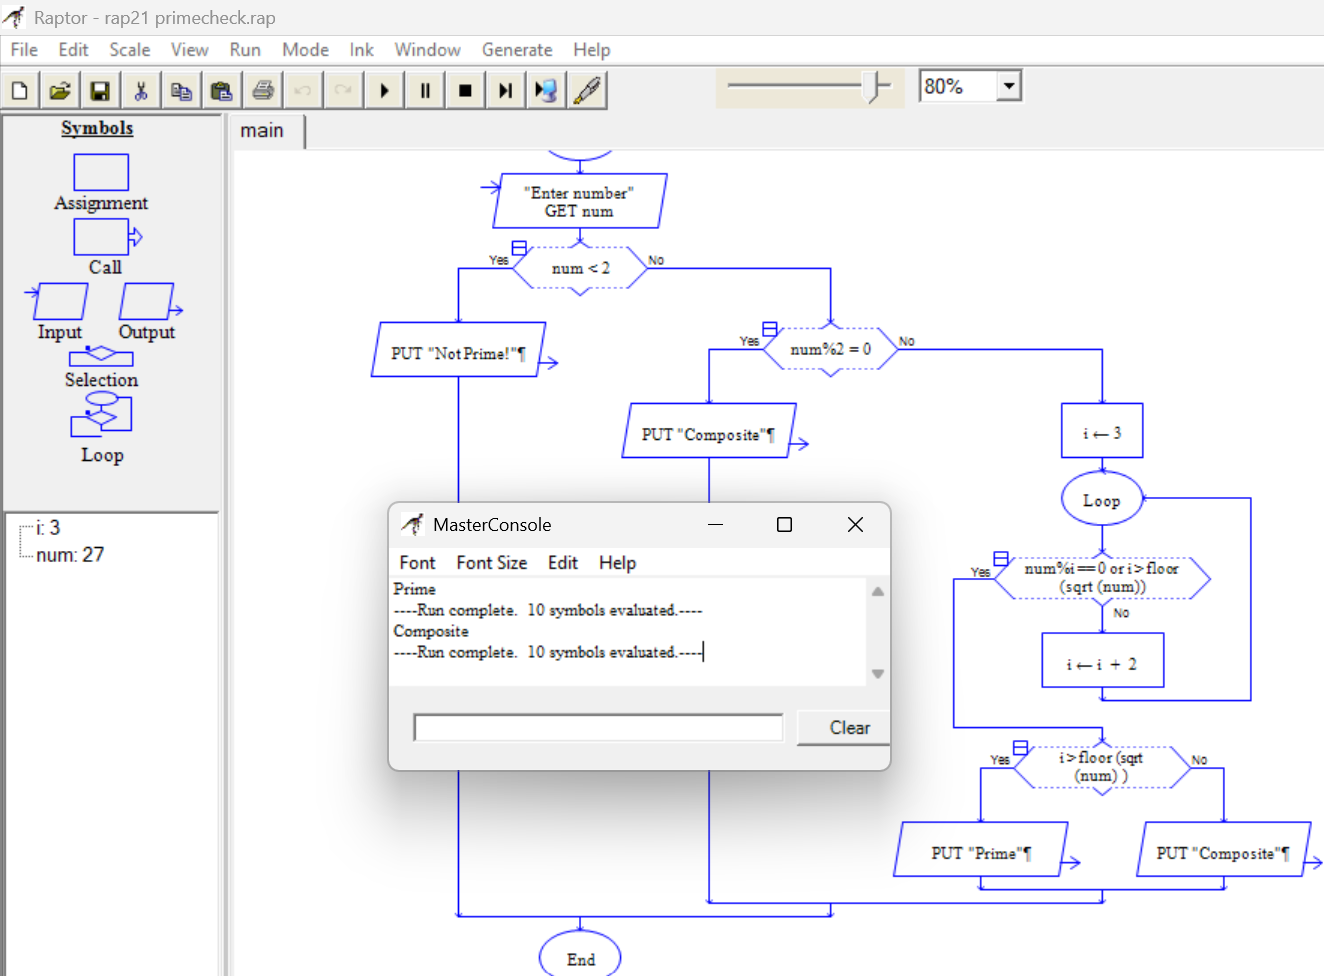 Raptor - rap21 primecheck.rap
File Edit Scale View Run Mode Ink Window Generate Help
80%
Symbols
Assignment
Call
Input Output
Selection
Loop
i: 3
num: 27
main
"Enter number"
GET num
Yes
num < 2
No
PUT "Not Prime!"¶
Yes
num%2 = 0
No
PUT "Composite"¶
i ← 3
Loop
Yes
num%i==0 or i>floor
(sqrt (num))
No
i ← i + 2
Yes
i>floor (sqrt
(num) )
No
PUT "Prime"¶
PUT "Composite"¶
End
MasterConsole
Font Font Size Edit Help
Prime
----Run complete.  10 symbols evaluated.----
Composite
----Run complete.  10 symbols evaluated.----
Clear